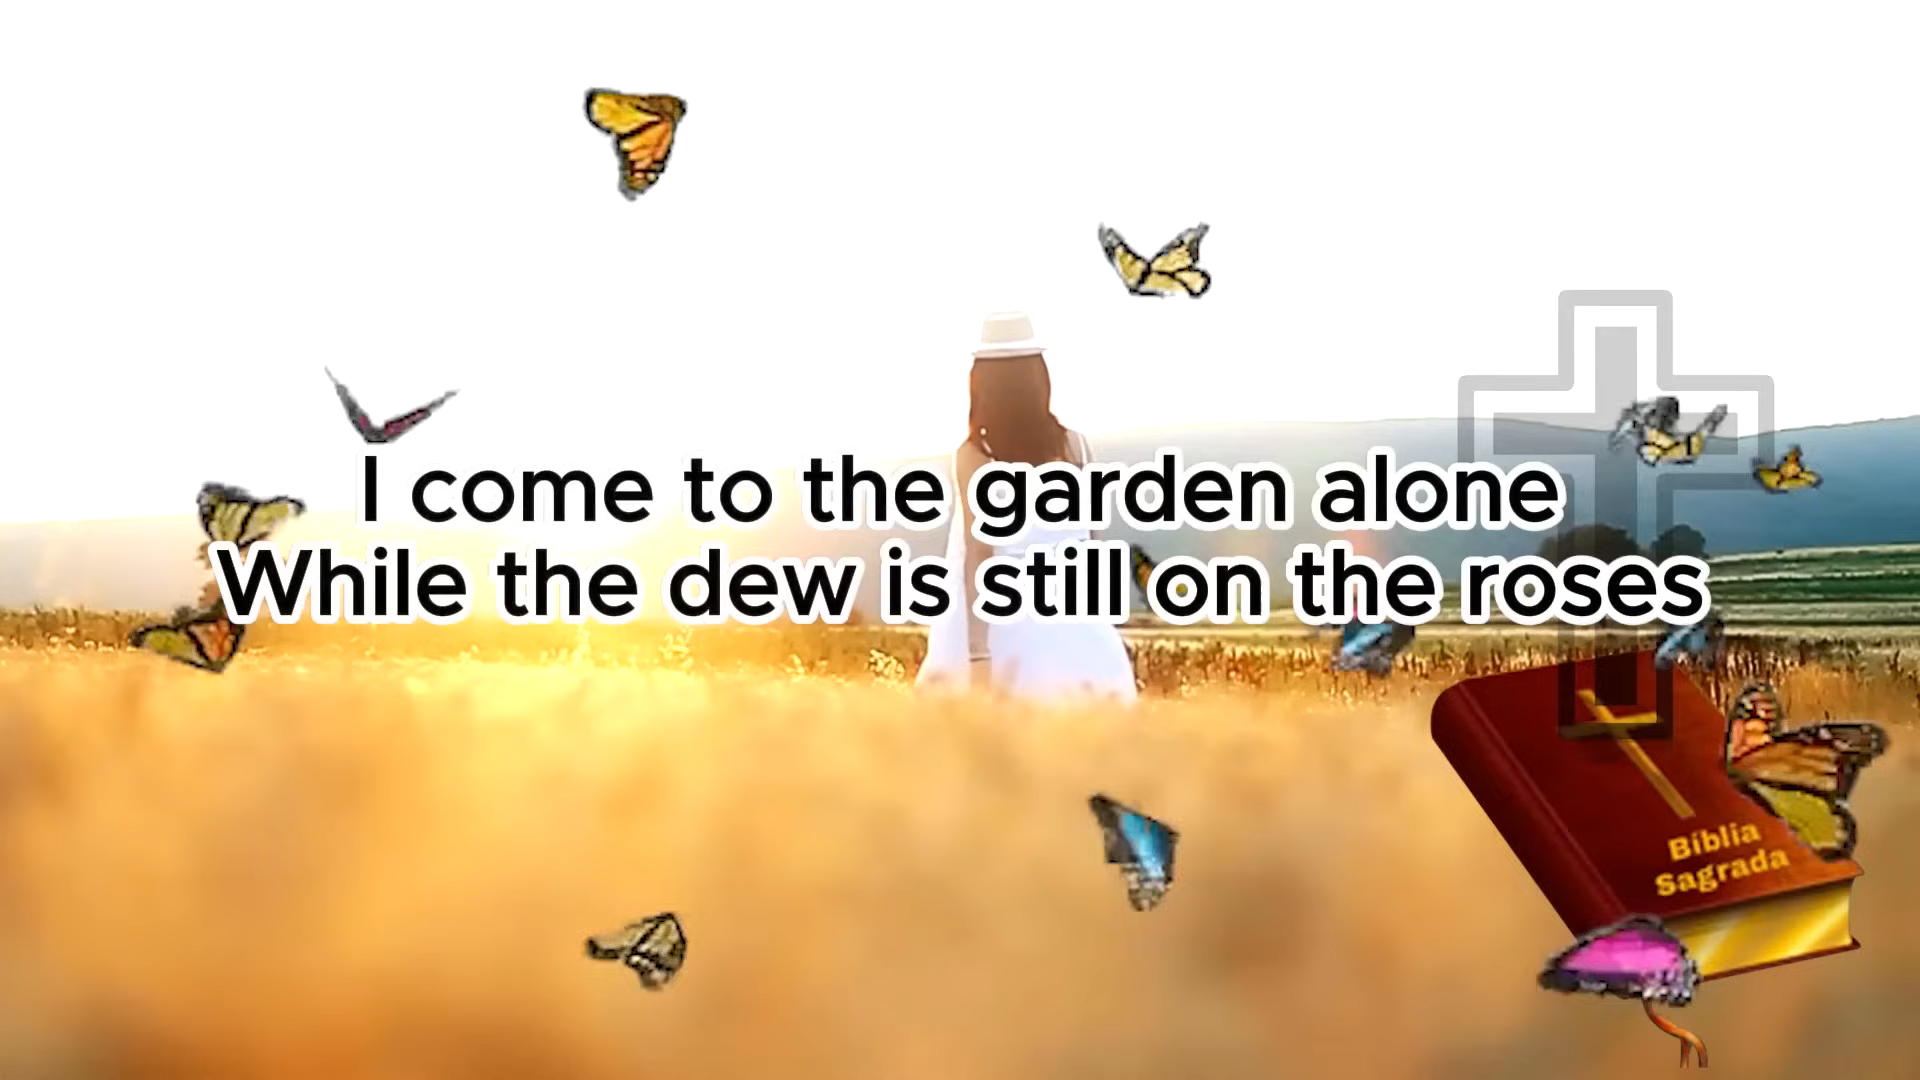 I come to the garden alone
While the dew is still on the roses
Bíblia
Sagrada